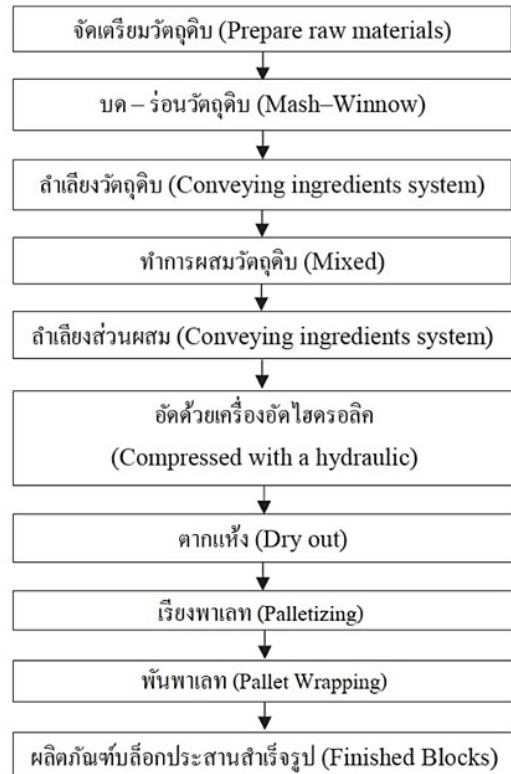 จัดเตรียมวัตถุดิบ (Prepare raw materials)
บด – ร่อนวัตถุดิบ (Mash–Winnow)
ลำเลียงวัตถุดิบ (Conveying ingredients system)
ทำการผสมวัตถุดิบ (Mixed)
ลำเลียงส่วนผสม (Conveying ingredients system)
อัดด้วยเครื่องอัดไฮดรอลิค
(Compressed with a hydraulic)
ตากแห้ง (Dry out)
เรียงพาเลท (Palletizing)
พันพาเลท (Pallet Wrapping)
ผลิตภัณฑ์บล็อกประสานสำเร็จรูป (Finished Blocks)